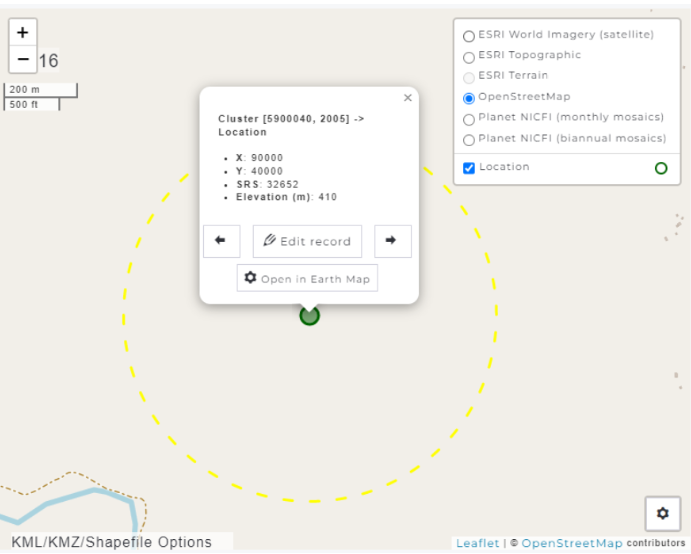 +
−
16
200 m
500 ft
×
Cluster [5900040, 2005] ->
Location
• X: 90000
• Y: 40000
• SRS: 32652
• Elevation (m): 410
Edit record
Open in Earth Map
ESRI World Imagery (satellite)
ESRI Topographic
ESRI Terrain
OpenStreetMap
Planet NICFI (monthly mosaics)
Planet NICFI (biannual mosaics)
Location
KML/KMZ/Shapefile Options
Leaflet | © OpenStreetMap contributors